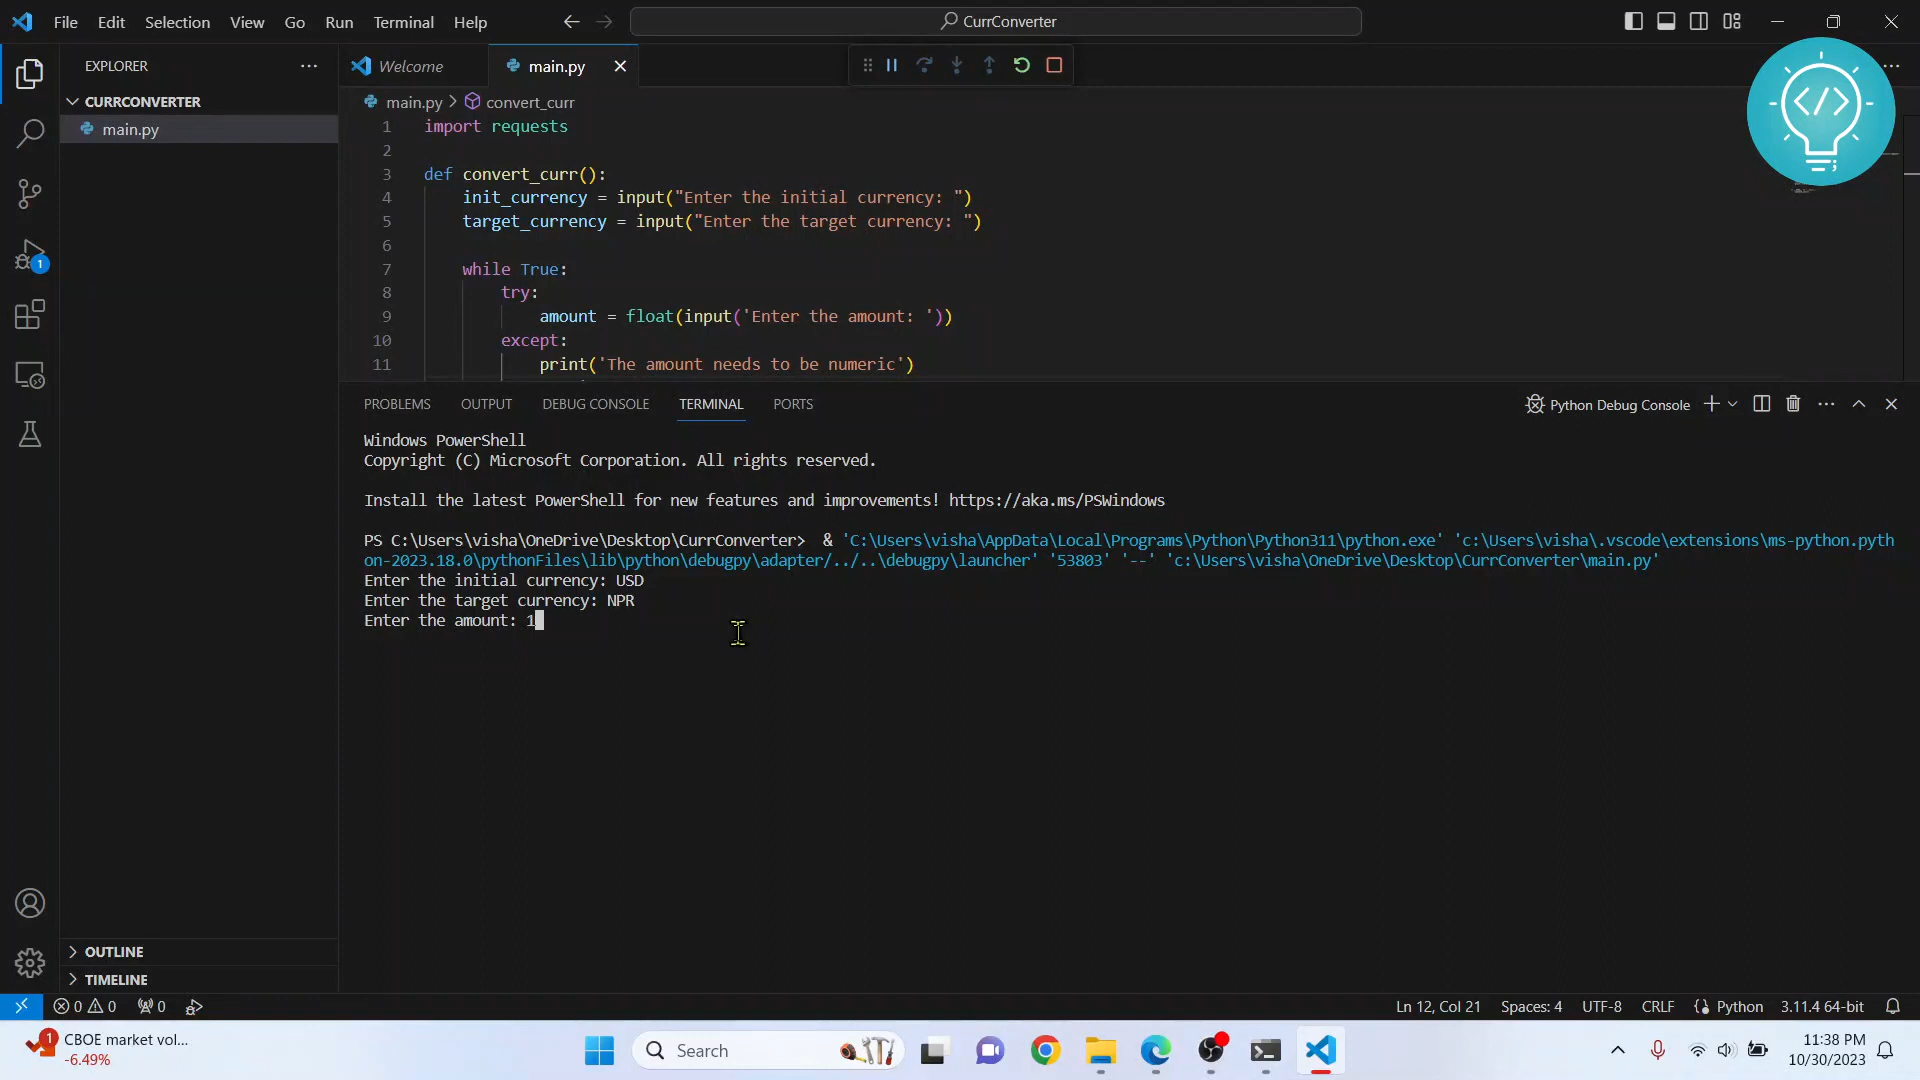 File Edit Selection View Go Run Terminal Help
CurrConverter
EXPLORER
Welcome
main.py
CURRCONVERTER
main.py > convert_curr
main.py
1 import requests
2
3 def convert_curr():
4 init_currency = input("Enter the initial currency: ")
5 target_currency = input("Enter the target currency: ")
6
7 while True:
8 try:
9 amount = float(input('Enter the amount: '))
10 except:
11 print('The amount needs to be numeric')
PROBLEMS OUTPUT DEBUG CONSOLE TERMINAL PORTS
Python Debug Console
Windows PowerShell
Copyright (C) Microsoft Corporation. All rights reserved.
Install the latest PowerShell for new features and improvements! https://aka.ms/PSWindows
PS C:\Users\visha\OneDrive\Desktop\CurrConverter> & 'C:\Users\visha\AppData\Local\Programs\Python\Python311\python.exe' 'c:\Users\visha\.vscode\extensions\ms-python.pyth
on-2023.18.0\pythonFiles\lib\python\debugpy\adapter/../..\debugpy\launcher' '53803' '--' 'c:\Users\visha\OneDrive\Desktop\CurrConverter\main.py'
Enter the initial currency: USD
Enter the target currency: NPR
Enter the amount: 1
OUTLINE
TIMELINE
0 0 0
Ln 12, Col 21 Spaces: 4 UTF-8 CRLF Python 3.11.4 64-bit
1
1
CBOE market vol...
-6.49%
Search
11:38 PM
10/30/2023